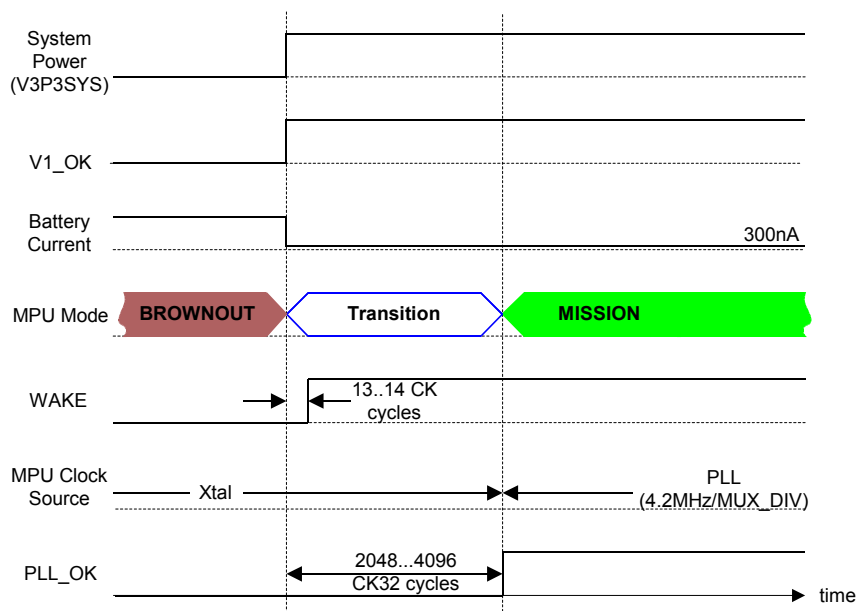 System
Power
(V3P3SYS)
V1_OK
Battery
Current
300nA
MPU Mode
BROWNOUT
Transition
MISSION
WAKE
13..14 CK
cycles
MPU Clock
Source
Xtal
PLL
(4.2MHz/MUX_DIV)
PLL_OK
2048...4096
CK32 cycles
time